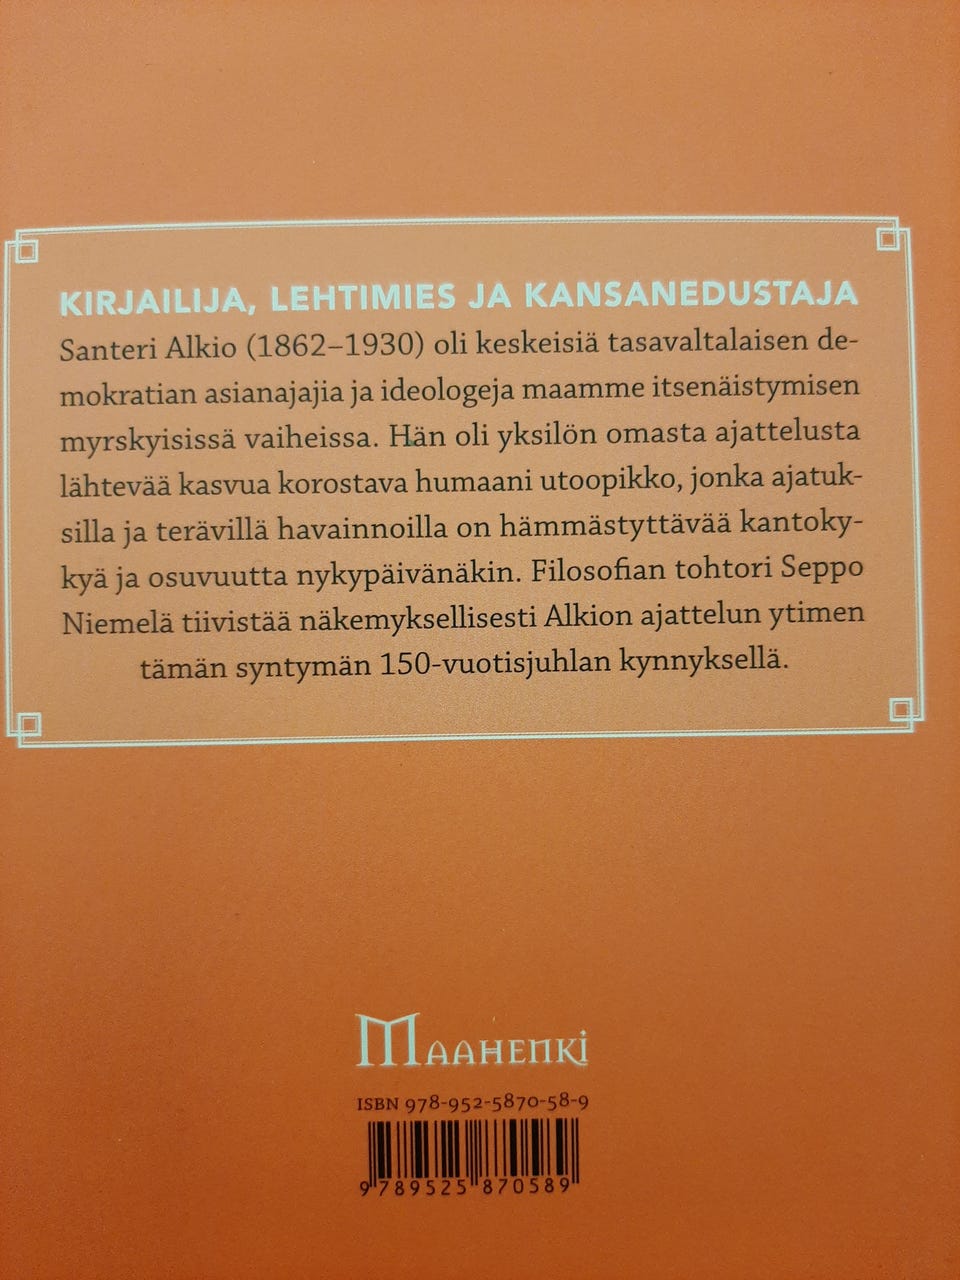 KIRJAILIJA, LEHTIMIES JA KANSANEDUSTAJA
Santeri Alkio (1862–1930) oli keskeisiä tasavaltalaisen de-
mokratian asianajajia ja ideologeja maamme itsenäistymisen
myrskyisissä vaiheissa. Hän oli yksilön omasta ajattelusta
lähtevää kasvua korostava humaani utoopikko, jonka ajatuk-
silla ja terävillä havainnoilla on hämmästyttävää kantoky-
kyä ja osuvuutta nykypäivänäkin. Filosofian tohtori Seppo
Niemelä tiivistää näkemyksellisesti Alkion ajattelun ytimen
tämän syntymän 150-vuotisjuhlan kynnyksellä.
MAAHENKI
ISBN 978-952-5870-58-9
9 789525 870589